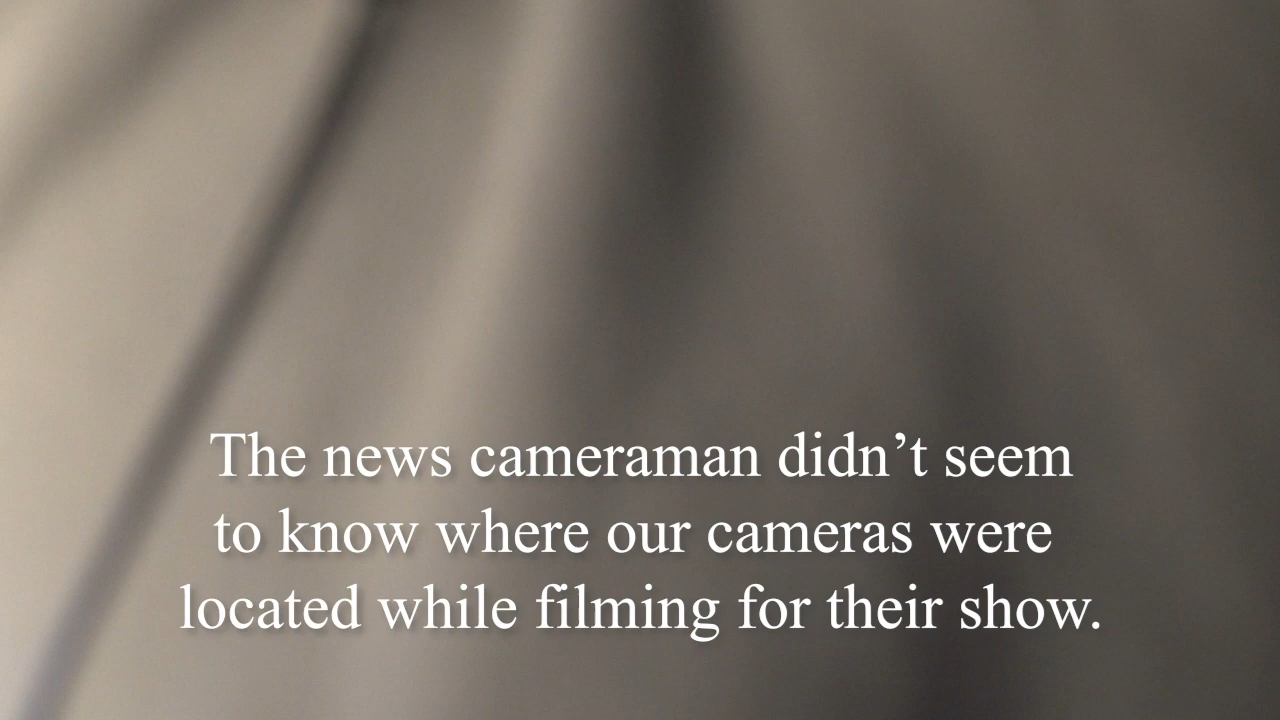 The news cameraman didn’t seem
to know where our cameras were
located while filming for their show.